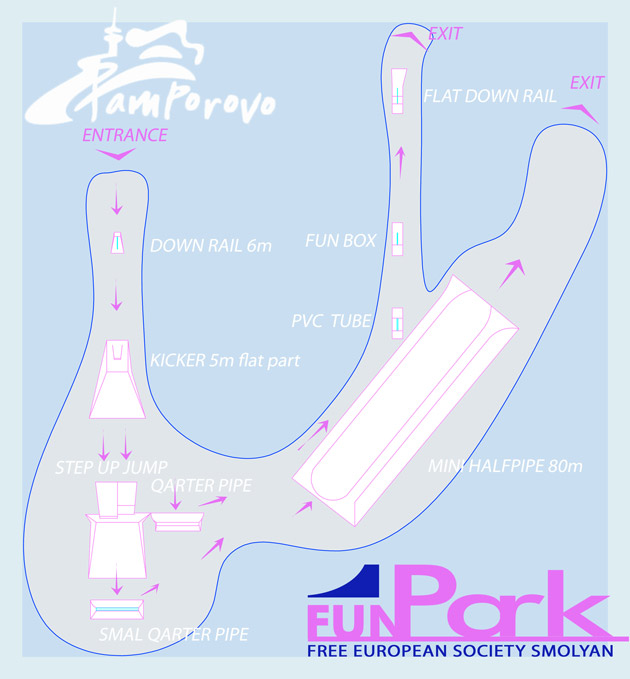 Pamporovo
ENTRANCE
EXIT
EXIT
FLAT DOWN RAIL
DOWN RAIL 6m
FUN BOX
PVC TUBE
KICKER 5m flat part
STEP UP JUMP
QARTER PIPE
MINI HALFPIPE 80m
SMAL QARTER PIPE
FUN Park
FREE EUROPEAN SOCIETY SMOLYAN